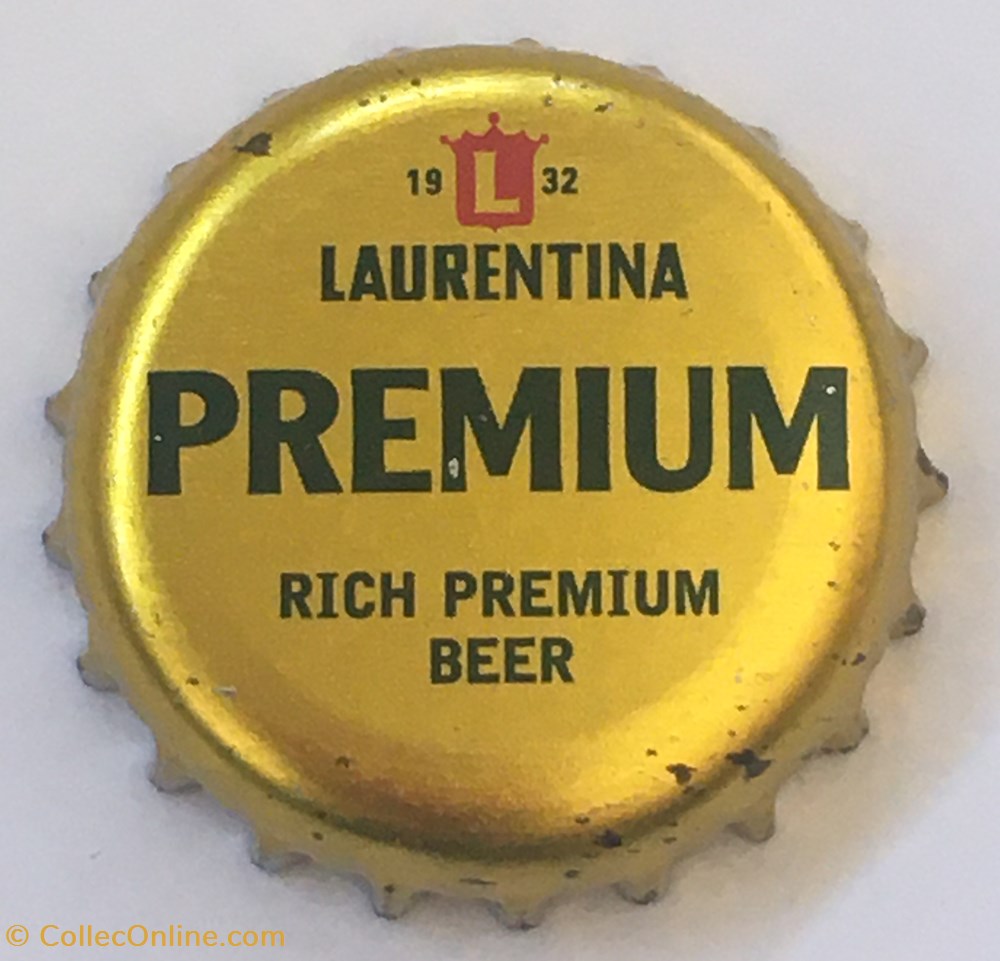 19 L 32
LAURENTINA
PREMIUM
RICH PREMIUM
BEER
© CollecOnline.com